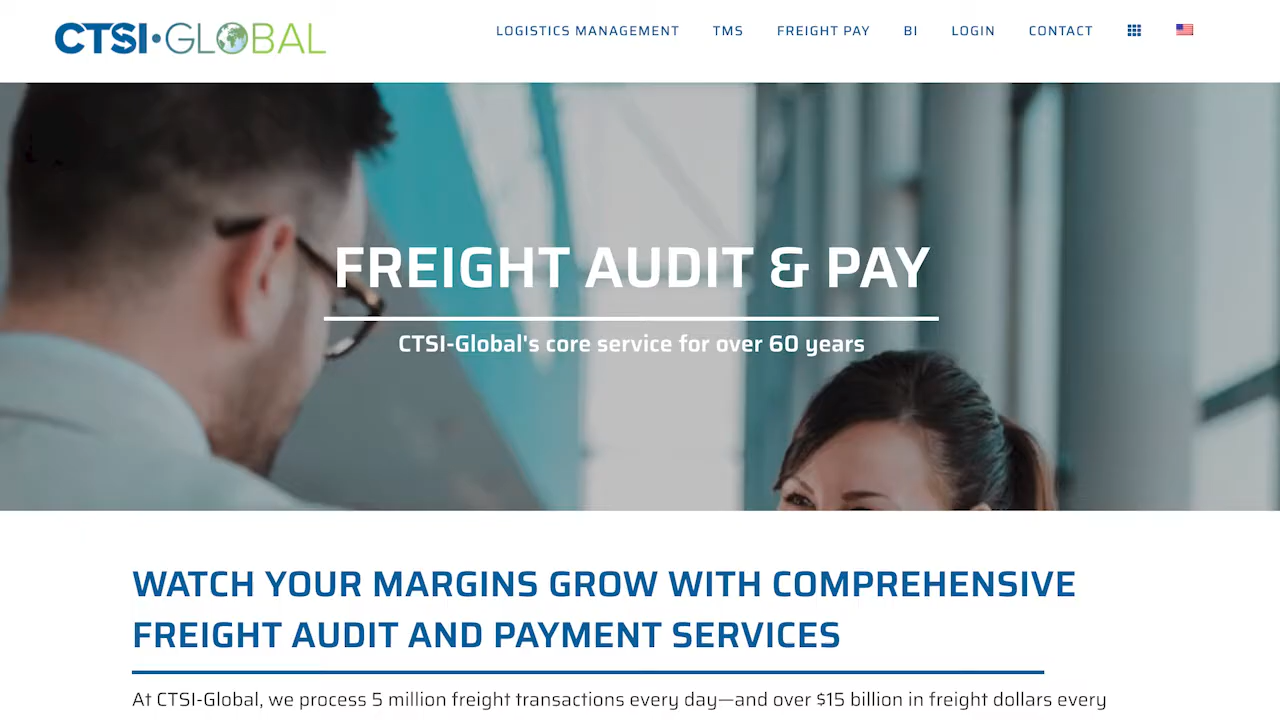 CTSI·GLOBAL
LOGISTICS MANAGEMENT TMS FREIGHT PAY BI LOGIN CONTACT
FREIGHT AUDIT & PAY
CTSI-Global's core service for over 60 years
WATCH YOUR MARGINS GROW WITH COMPREHENSIVE
FREIGHT AUDIT AND PAYMENT SERVICES
At CTSI-Global, we process 5 million freight transactions every day—and over $15 billion in freight dollars every